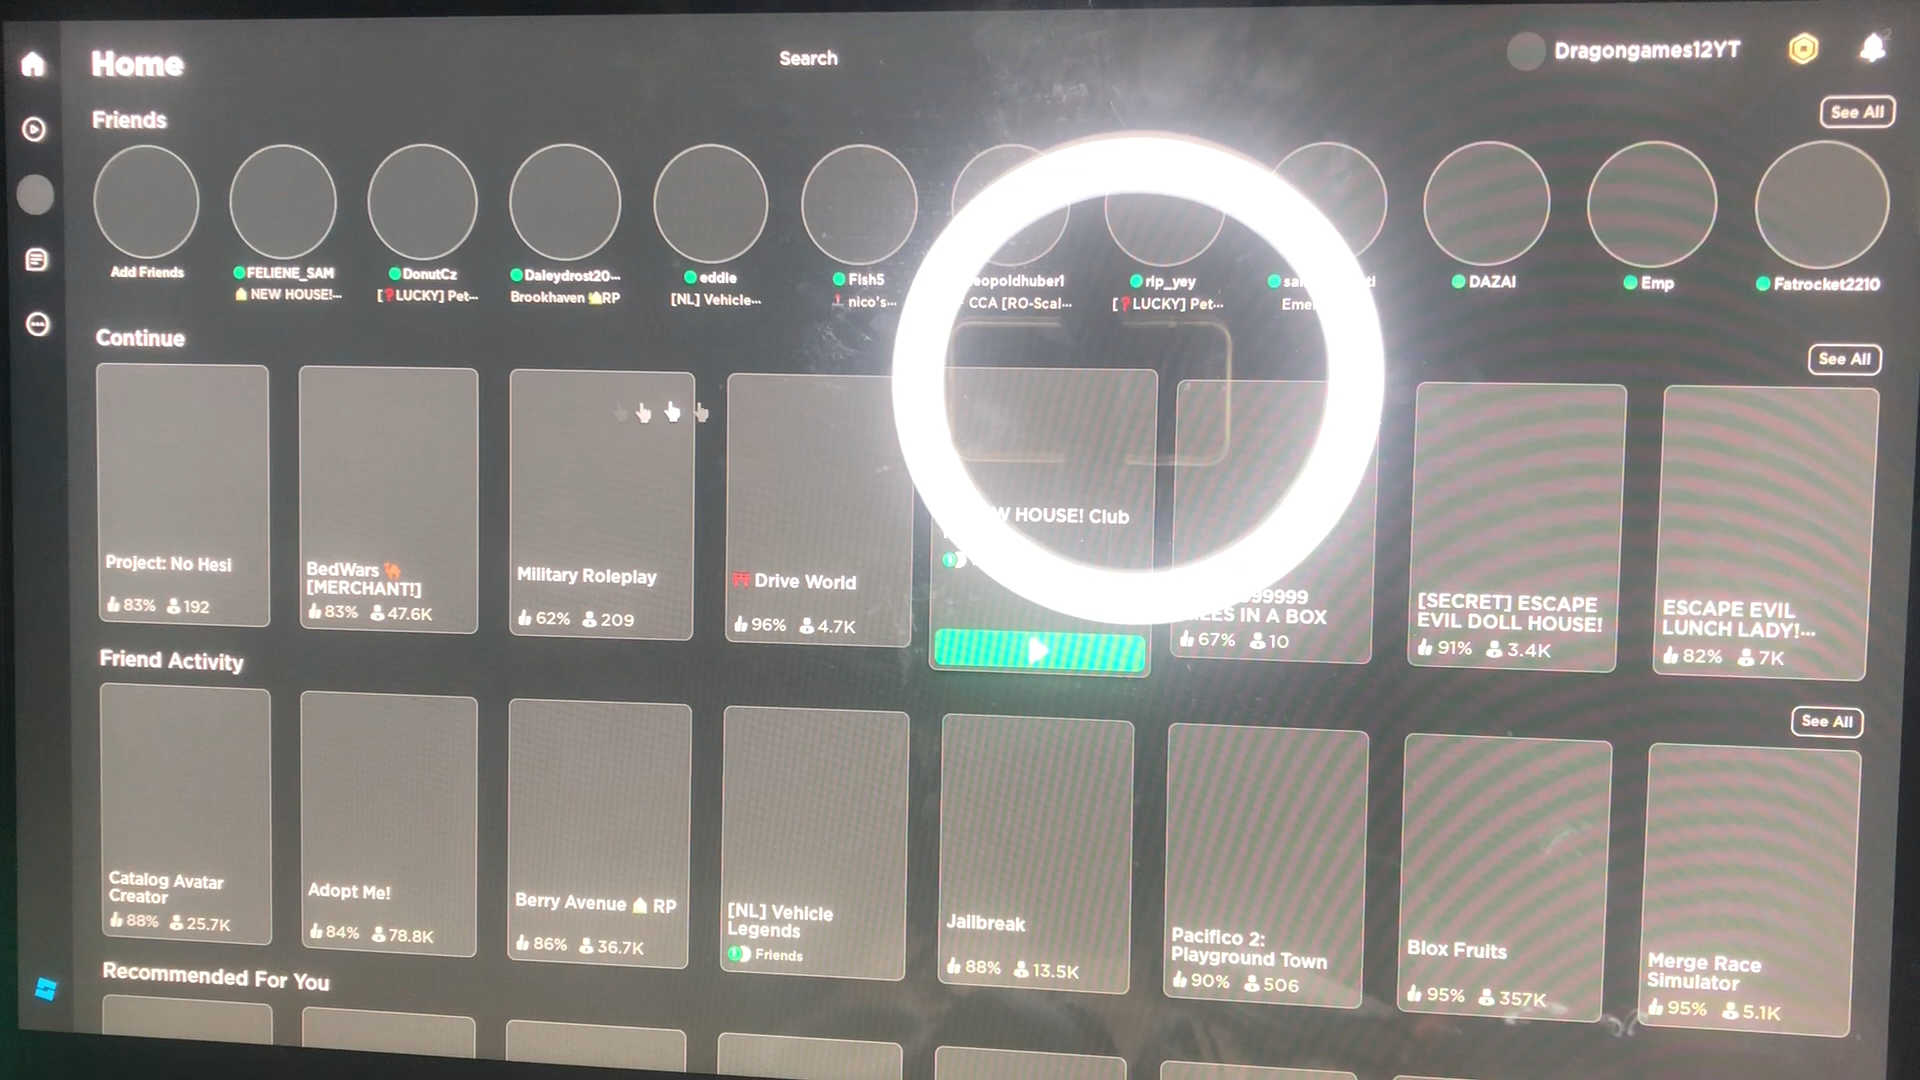 Home
Search
Dragongames12YT
Friends
See All
Add Friends
FELIENE_SAM
NEW HOUSE!...
DonutCz
[❓LUCKY] Pet...
Daleydrost20...
Brookhaven 🏡RP
eddie
[NL] Vehicle...
Fish5
nico's...
eopoldhuber1
CCA [RO-Scal...
rip_yey
[❓LUCKY] Pet...
DAZAI
Emp
Fatrocket2210
Continue
See All
Project: No Hesi
83% 192
BedWars 🐪
[MERCHANT!]
83% 47.6K
Military Roleplay
62% 209
⛩️ Drive World
96% 4.7K
HOUSE! Club
99999
IN A BOX
67% 10
[SECRET] ESCAPE
EVIL DOLL HOUSE!
91% 3.4K
ESCAPE EVIL
LUNCH LADY!...
82% 7K
Friend Activity
See All
Catalog Avatar
Creator
88% 25.7K
Adopt Me!
84% 78.8K
Berry Avenue 🏠 RP
86% 36.7K
[NL] Vehicle
Legends
Friends
Jailbreak
88% 13.5K
Pacifico 2:
Playground Town
90% 506
Blox Fruits
95% 357K
Merge Race
Simulator
95% 5.1K
Recommended For You